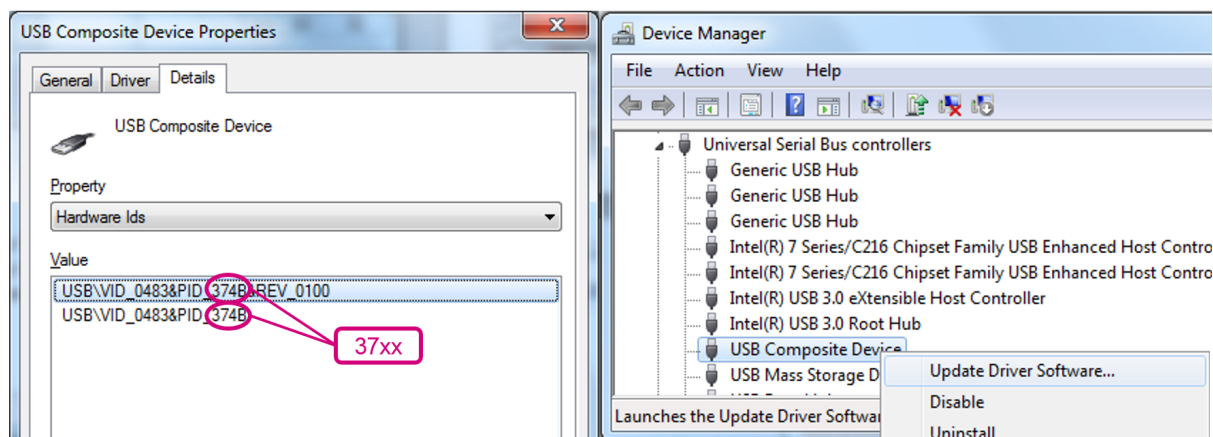 USB Composite Device Properties
General
Driver
Details
USB Composite Device
Property
Hardware Ids
Value
USB\VID_0483&PID_374B&REV_0100
USB\VID_0483&PID_374B
37xx
Device Manager
File Action View Help
Universal Serial Bus controllers
Generic USB Hub
Generic USB Hub
Generic USB Hub
Intel(R) 7 Series/C216 Chipset Family USB Enhanced Host Contro
Intel(R) 7 Series/C216 Chipset Family USB Enhanced Host Contro
Intel(R) USB 3.0 eXtensible Host Controller
Intel(R) USB 3.0 Root Hub
USB Composite Device
USB Mass Storage D
Update Driver Software...
Disable
Uninstall
Launches the Update Driver Softwar